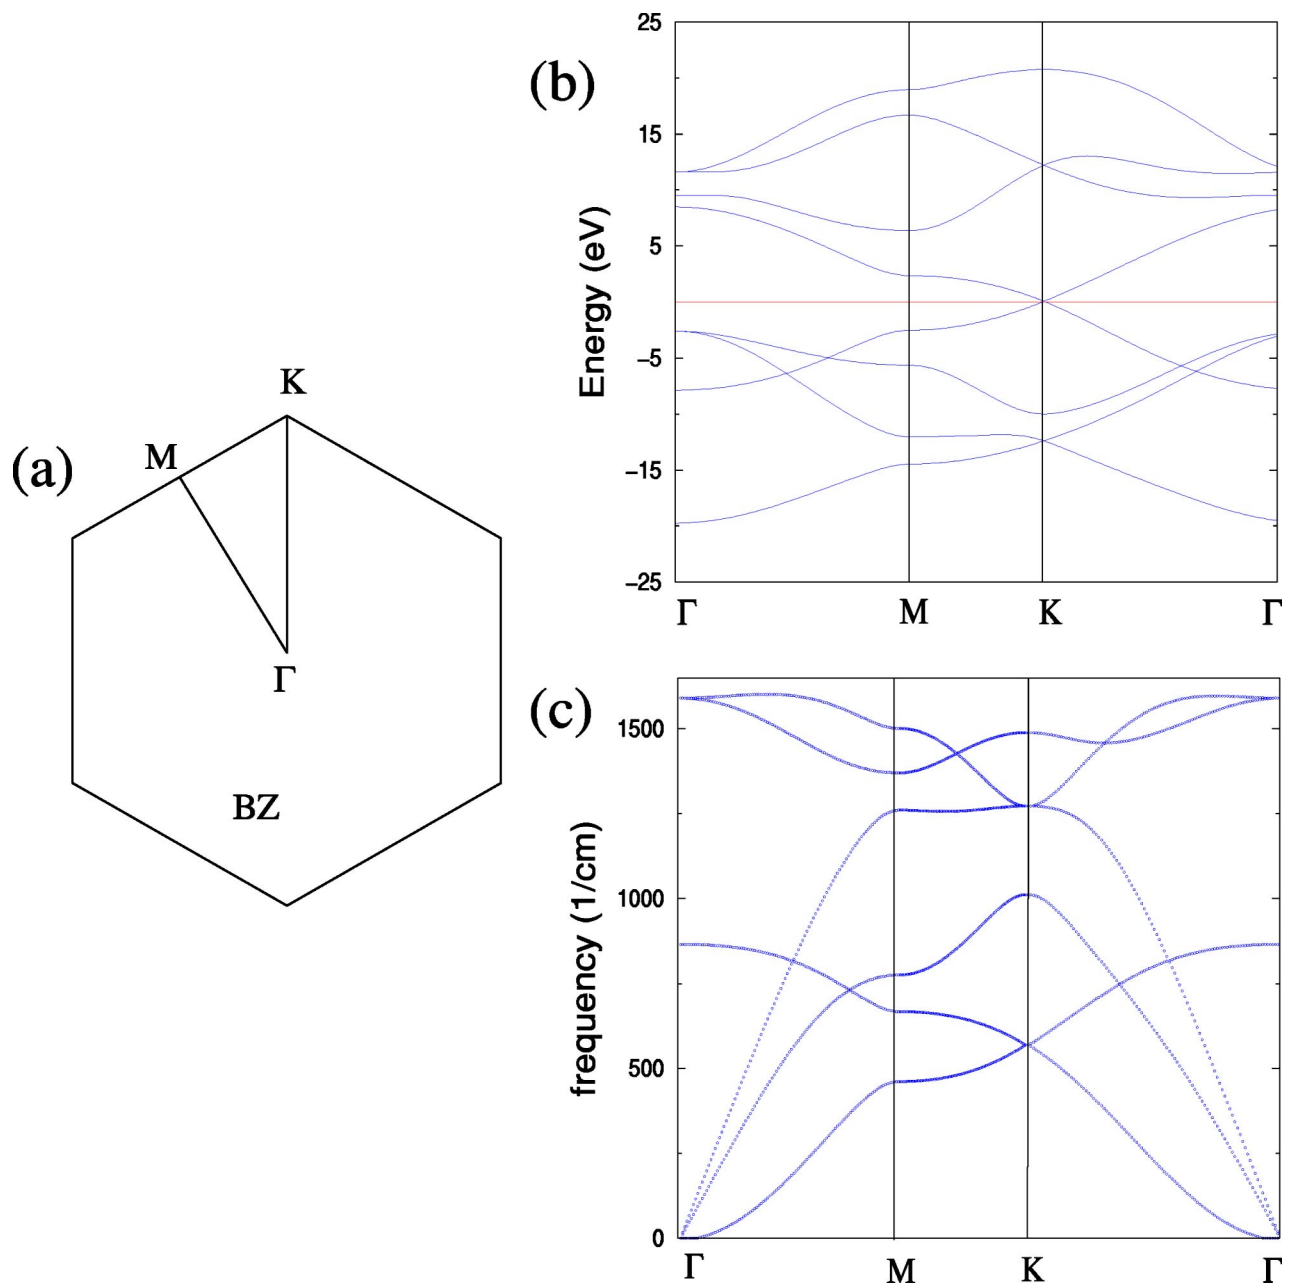 (a)
K
M
Γ
BZ
(b)
Energy (eV)
25
15
5
−5
−15
−25
Γ
M
K
Γ
(c)
frequency (1/cm)
1500
1000
500
0
Γ
M
K
Γ